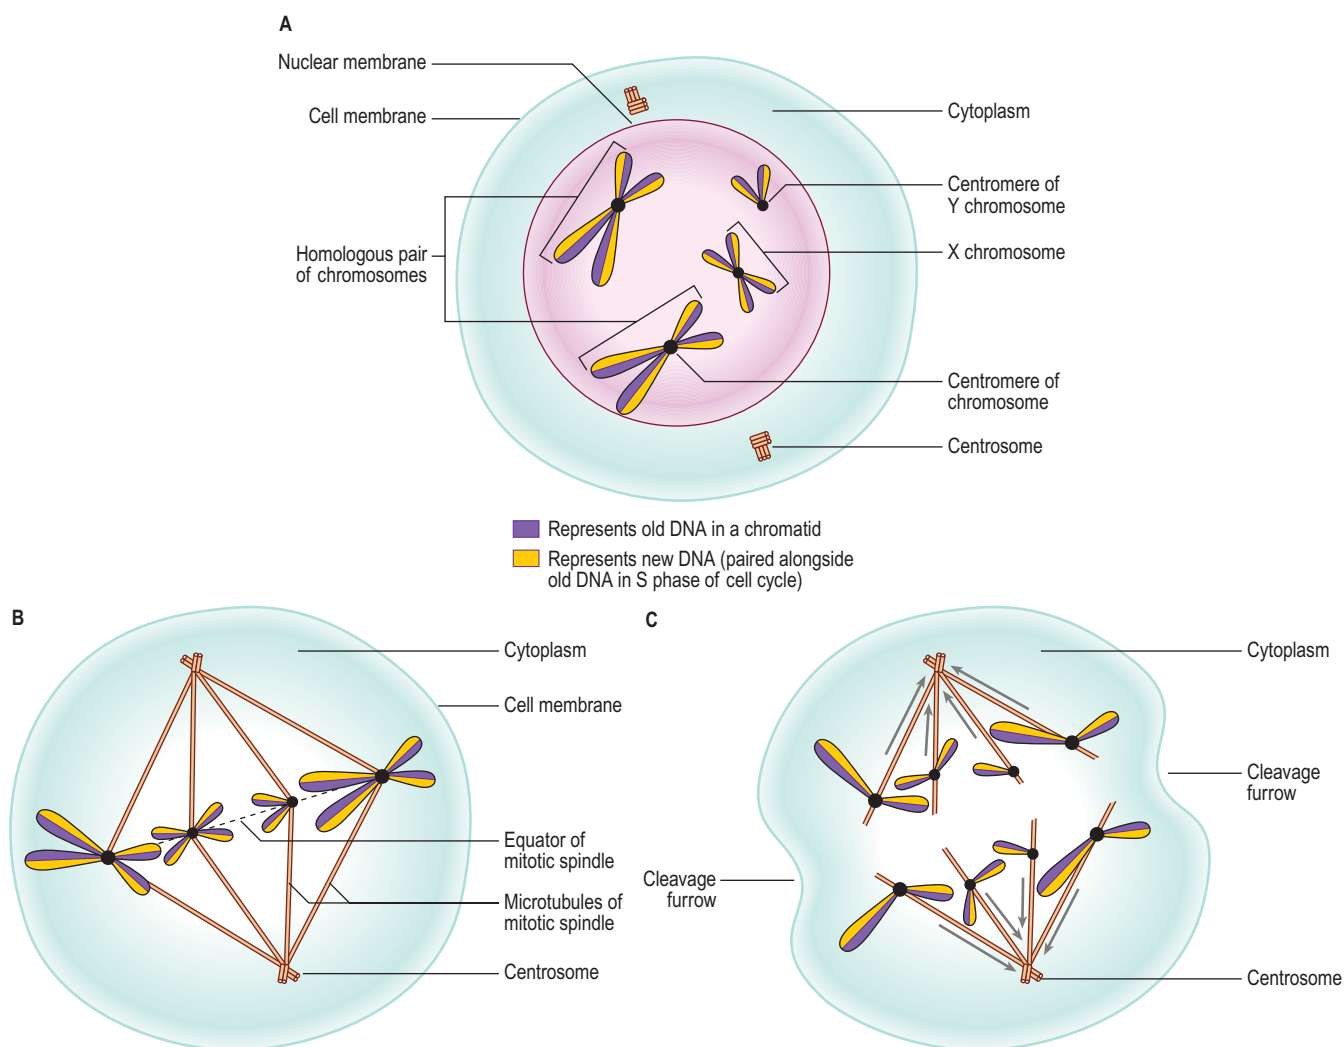 A
Nuclear membrane
Cell membrane
Cytoplasm
Centromere of
Y chromosome
X chromosome
Homologous pair
of chromosomes
Centromere of
chromosome
Centrosome
Represents old DNA in a chromatid
Represents new DNA (paired alongside
old DNA in S phase of cell cycle)
B
Cytoplasm
Cell membrane
Equator of
mitotic spindle
Microtubules of
mitotic spindle
Centrosome
C
Cytoplasm
Cleavage
furrow
Cleavage
furrow
Centrosome